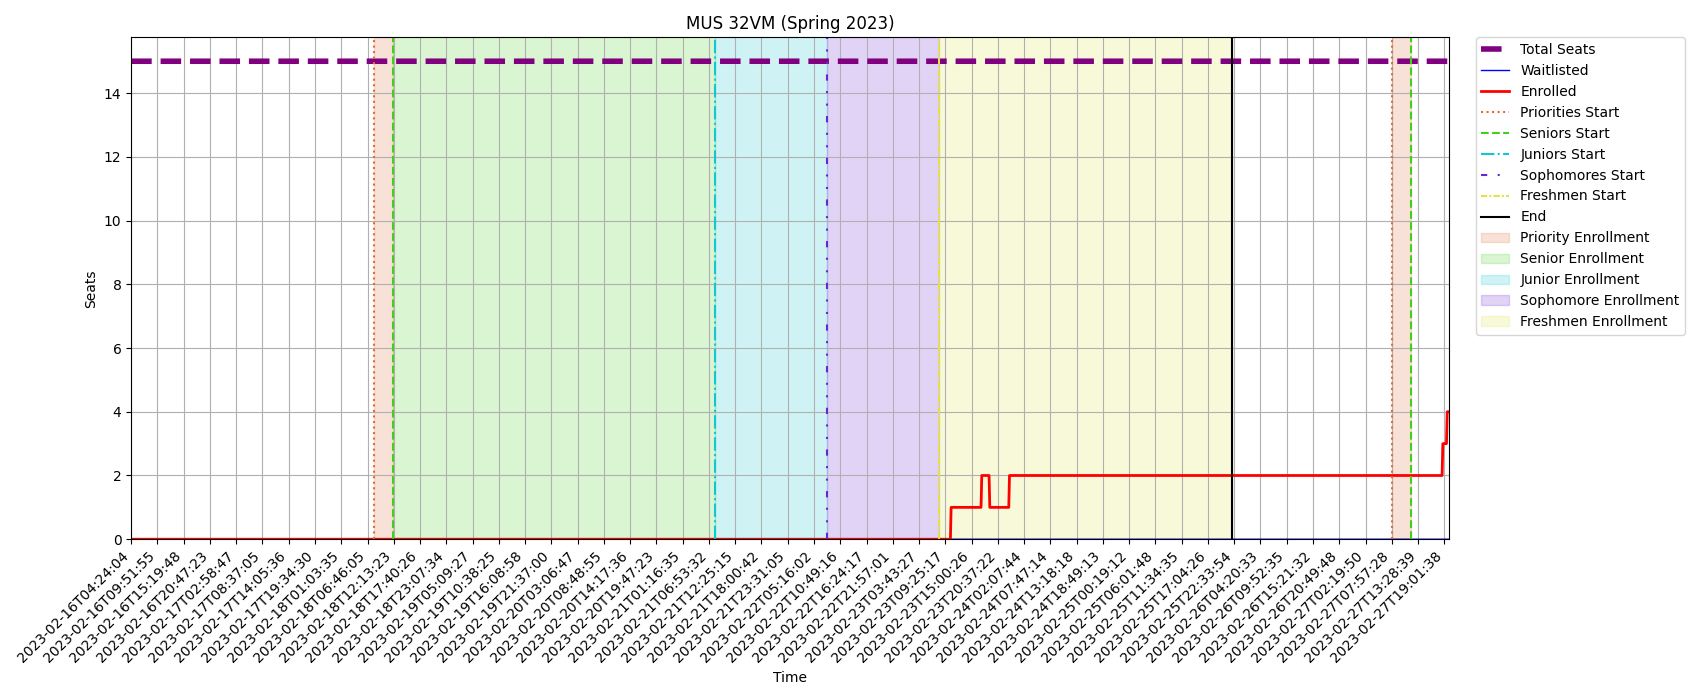 MUS 32VM (Spring 2023)
Seats
14
12
10
8
6
4
2
0
2023-02-16T04:24:04
2023-02-16T09:51:55
2023-02-16T15:19:48
2023-02-16T20:47:23
2023-02-17T02:58:47
2023-02-17T08:37:05
2023-02-17T14:05:36
2023-02-17T19:34:30
2023-02-18T01:03:35
2023-02-18T06:46:05
2023-02-18T12:13:23
2023-02-18T17:40:26
2023-02-18T23:07:34
2023-02-19T05:09:27
2023-02-19T10:38:25
2023-02-19T16:08:58
2023-02-19T21:37:00
2023-02-20T03:06:47
2023-02-20T08:48:55
2023-02-20T14:17:36
2023-02-20T19:47:23
2023-02-21T01:16:35
2023-02-21T06:53:32
2023-02-21T12:25:15
2023-02-21T18:00:42
2023-02-21T23:31:05
2023-02-22T05:16:02
2023-02-22T10:49:16
2023-02-22T16:24:17
2023-02-22T21:57:01
2023-02-23T03:43:27
2023-02-23T09:25:17
2023-02-23T15:00:26
2023-02-23T20:37:22
2023-02-24T02:07:44
2023-02-24T07:47:14
2023-02-24T13:18:18
2023-02-24T18:49:13
2023-02-25T00:19:12
2023-02-25T06:01:48
2023-02-25T11:34:35
2023-02-25T17:04:26
2023-02-25T22:33:54
2023-02-26T04:20:33
2023-02-26T09:52:35
2023-02-26T15:21:32
2023-02-26T20:49:48
2023-02-27T02:19:50
2023-02-27T07:57:28
2023-02-27T13:28:39
2023-02-27T19:01:38
Time
Total Seats
Waitlisted
Enrolled
Priorities Start
Seniors Start
Juniors Start
Sophomores Start
Freshmen Start
End
Priority Enrollment
Senior Enrollment
Junior Enrollment
Sophomore Enrollment
Freshmen Enrollment